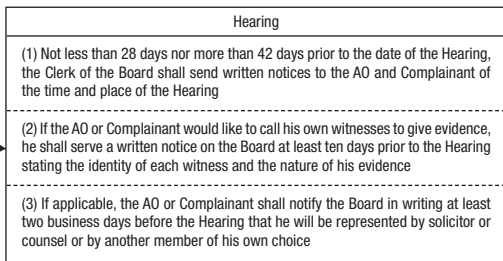 Hearing
(1) Not less than 28 days nor more than 42 days prior to the date of the Hearing,
the Clerk of the Board shall send written notices to the AO and Complainant of
the time and place of the Hearing
(2) If the AO or Complainant would like to call his own witnesses to give evidence,
he shall serve a written notice on the Board at least ten days prior to the Hearing
stating the identity of each witness and the nature of his evidence
(3) If applicable, the AO or Complainant shall notify the Board in writing at least
two business days before the Hearing that he will be represented by solicitor or
counsel or by another member of his own choice